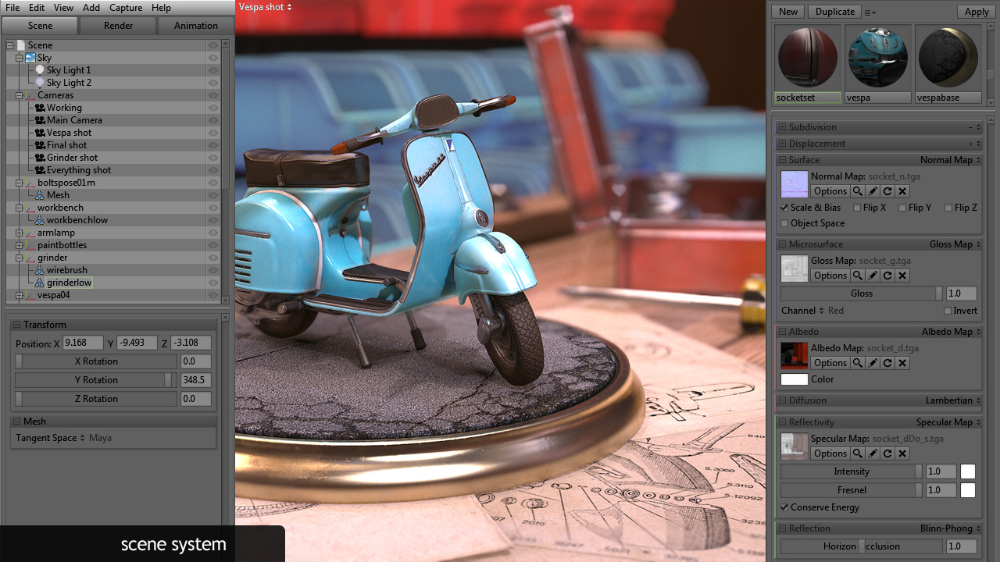 File Edit View Add Capture Help
Scene Render Animation
Scene
Sky
Sky Light 1
Sky Light 2
Cameras
Working
Main Camera
Vespa shot
Final shot
Grinder shot
Everything shot
boltspose01m
Mesh
workbench
workbenchlow
armlamp
paintbottles
grinder
wirebrush
grinderlow
vespa04
Transform
Position: X 9.168 Y -9.493 Z -3.108
X Rotation 0.0
Y Rotation 348.5
Z Rotation 0.0
Mesh
Tangent Space Maya
scene system
Vespa shot
5.3060
5.3110
5.12092
2019
New Duplicate Apply
socketset vespa vespabase
Subdivision -
Displacement -
Surface Normal Map
Normal Map: socket_n.tga
Options
Scale & Bias Flip X Flip Y Flip Z
Object Space
Microsurface Gloss Map
Gloss Map: socket_g.tga
Options
Gloss 1.0
Channel Red Invert
Albedo Albedo Map
Albedo Map: socket_d.tga
Options
Color
Diffusion Lambertian
Reflectivity Specular Map
Specular Map: socket_dDo_s.tga
Options
Intensity 1.0
Fresnel 1.0
Conserve Energy
Reflection Blinn-Phong
Horizon cclusion 1.0